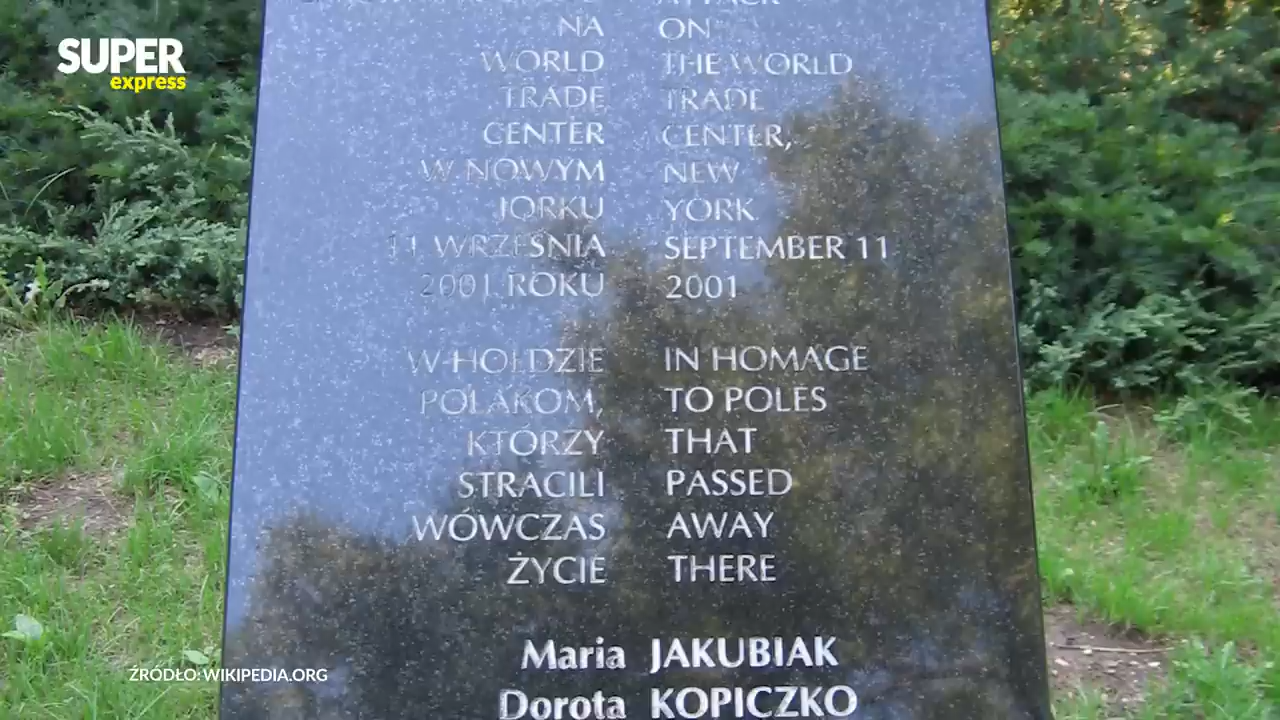 SUPER
express
ATTACK
NA ON
WORLD THE WORLD
TRADE TRADE
CENTER CENTER,
W NOWYM NEW
JORKU YORK
11 WRZEŚNIA SEPTEMBER 11
2001 ROKU 2001
W HOŁDZIE IN HOMAGE
POLAKOM, TO POLES
KTÓRZY THAT
STRACILI PASSED
WÓWCZAS AWAY
ŻYCIE THERE
Maria JAKUBIAK
Dorota KOPICZKO
ŹRÓDŁO: WIKIPEDIA.ORG